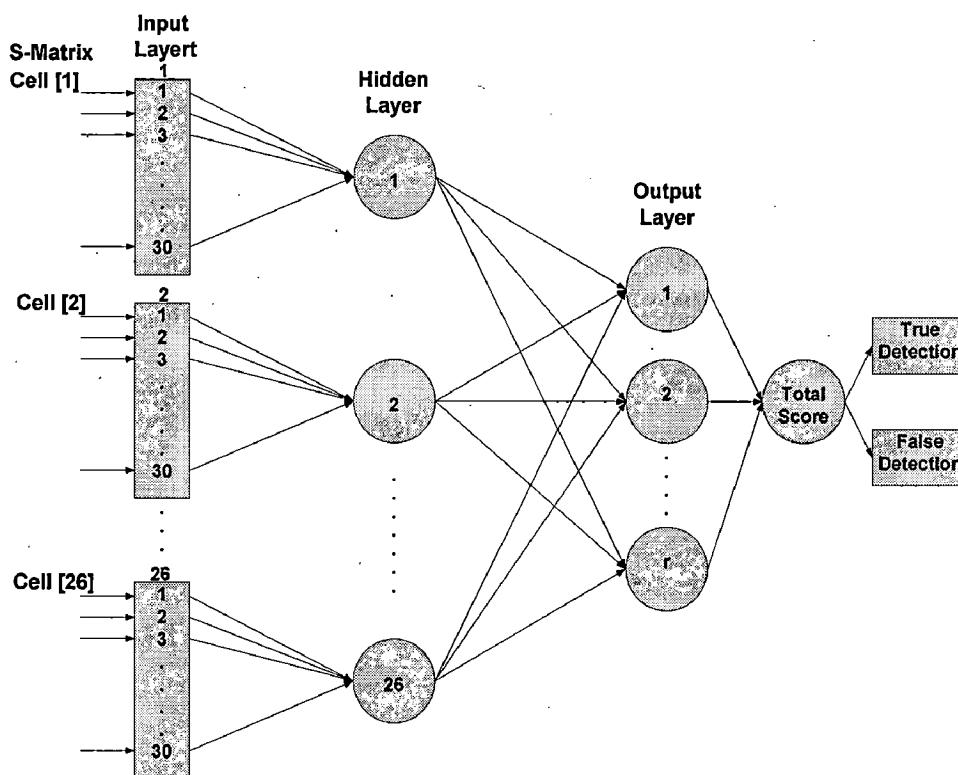 S-Matrix
Cell [1]
Input
Layert
1
1
2
3
30
Hidden
Layer
1
Output
Layer
1
Cell [2]
2
1
2
3
30
2
2
Total
Score
True
Detection
False
Detection
Cell [26]
26
1
2
3
30
26
r